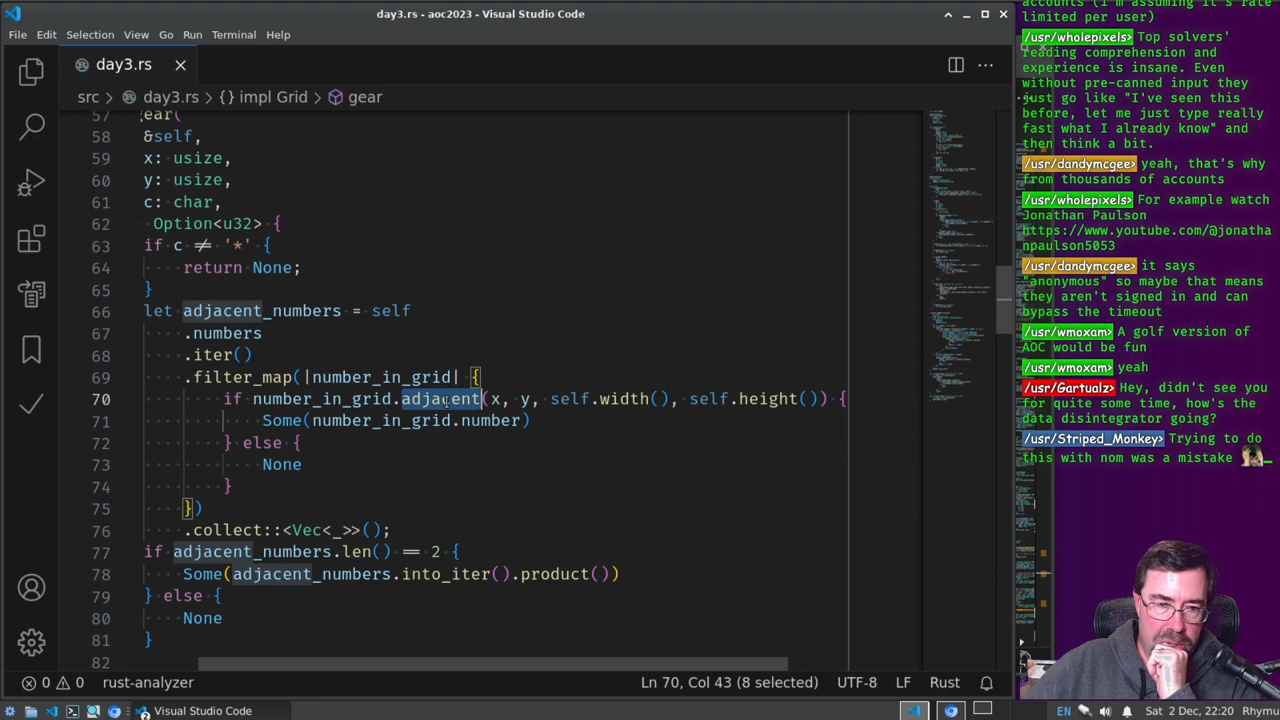 day3.rs - aoc2023 - Visual Studio Code
File Edit Selection View Go Run Terminal Help
day3.rs
src > day3.rs > {} impl Grid > gear
57 ear(
58 &self,
59 x: usize,
60 y: usize,
61 c: char,
62 Option<u32> {
63 if c != '*' {
64 return None;
65 }
66 let adjacent_numbers = self
67 .numbers
68 .iter()
69 .filter_map(|number_in_grid| {
70 if number_in_grid.adjacent(x, y, self.width(), self.height()) {
71 Some(number_in_grid.number)
72 } else {
73 None
74 }
75 })
76 .collect::<Vec<_>>();
77 if adjacent_numbers.len() == 2 {
78 Some(adjacent_numbers.into_iter().product())
79 } else {
80 None
81 }
82
0 0 rust-analyzer Ln 70, Col 43 (8 selected) UTF-8 LF Rust
Visual Studio Code EN Sat 2 Dec, 22:20 Rhymu
accounts (i'm assuming it's rate
limited per user)
/usr/wholepixels> Top solvers'
reading comprehension and
experience is insane. Even
without pre-canned input they
just go like "I've seen this
before, let me just type really
fast what I already know" and
then think a bit.
/usr/dandymcgee> yeah, that's why
from thousands of accounts
/usr/wholepixels> For example watch
Jonathan Paulson
https://www.youtube.com/@jonatha
npaulson5053
/usr/dandymcgee> it says
"anonymous" so maybe that means
they aren't signed in and can
bypass the timeout
/usr/wmoxam> A golf version of
AOC would be fun
/usr/wmoxam> yeah
/usr/Gartualz> Hey, didn't see you
for quite some time, how's the
data disintegrator going?
/usr/Striped_Monkey> Trying to do
this with nom was a mistake